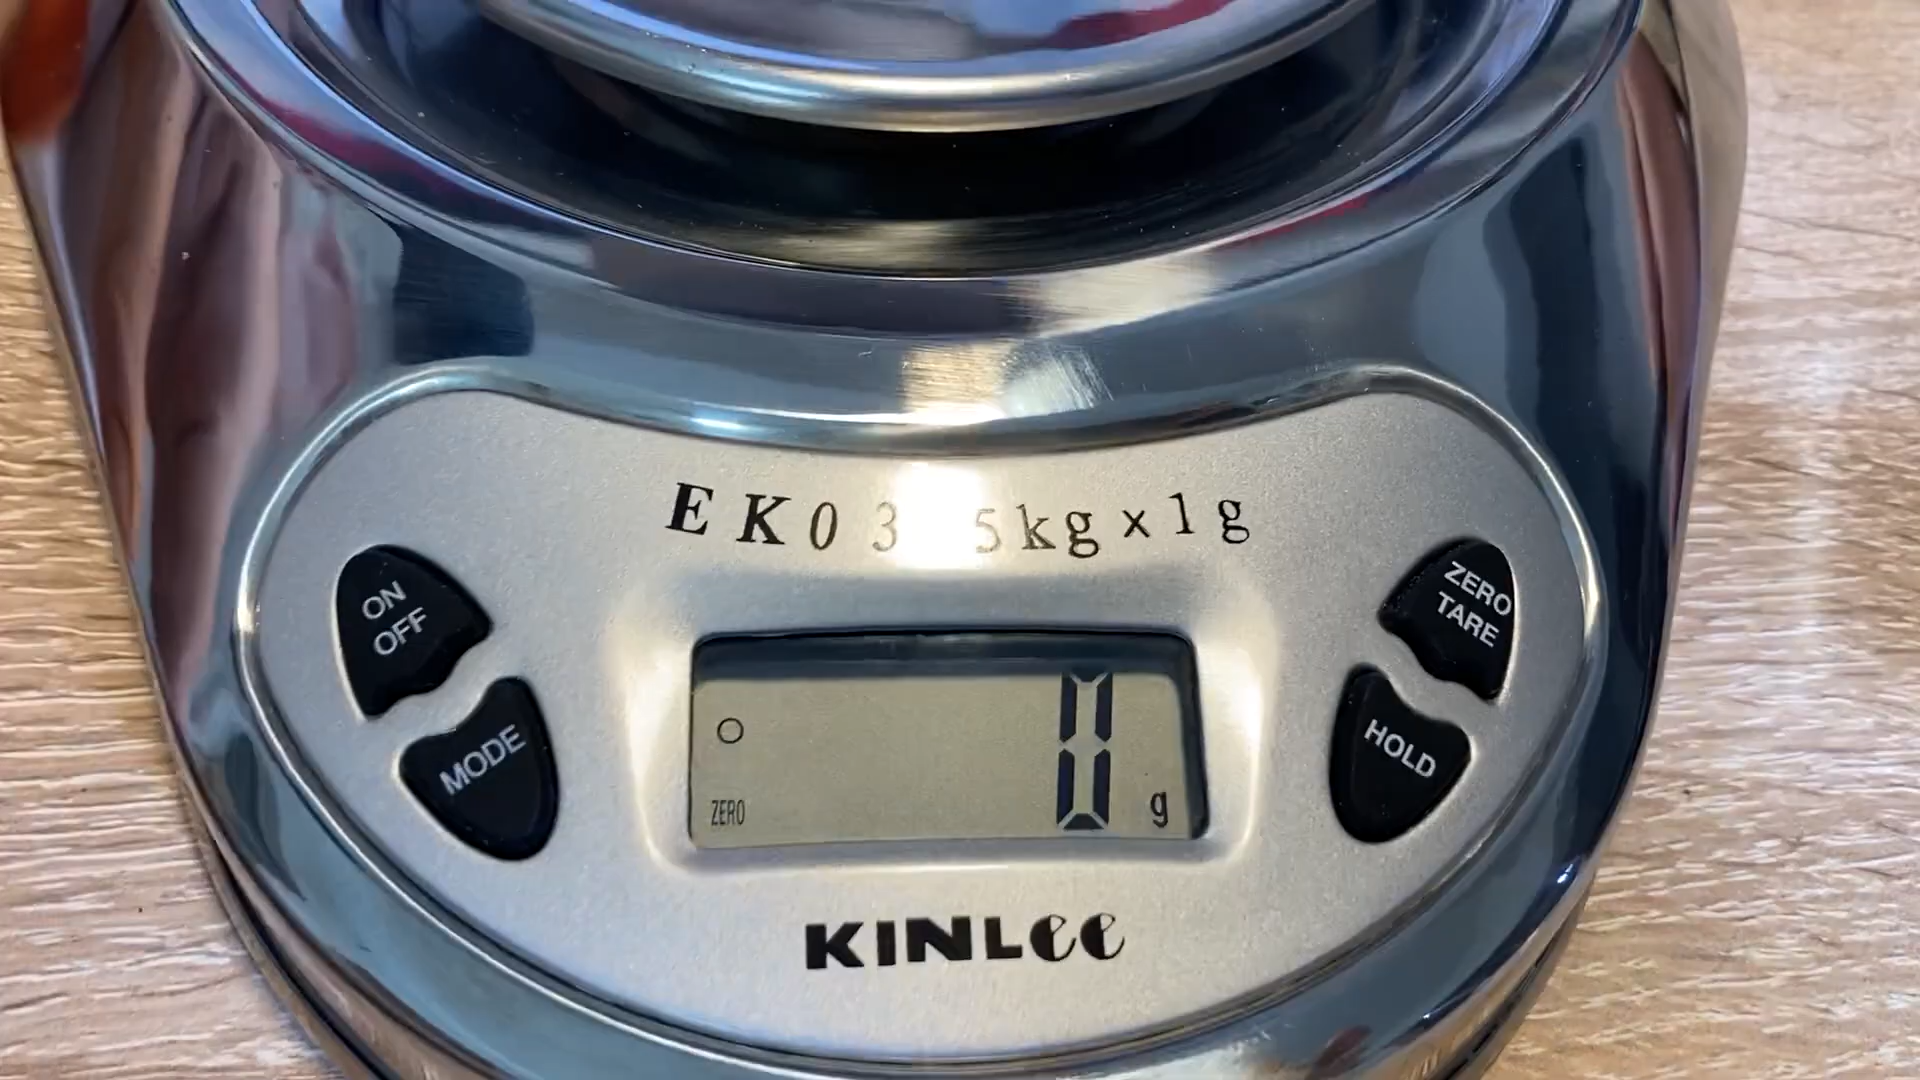 EK03 5kg×1g
ON
OFF
ZERO
TARE
MODE
HOLD
0 g
ZERO
KINLee